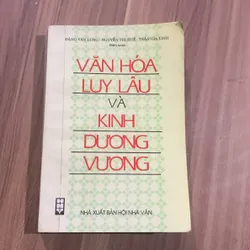 VĂN HÓA
LUY LÂU
VÀ
KINH
DƯƠNG
VƯƠNG
NHÀ XUẤT BẢN HỘI NHÀ VĂN